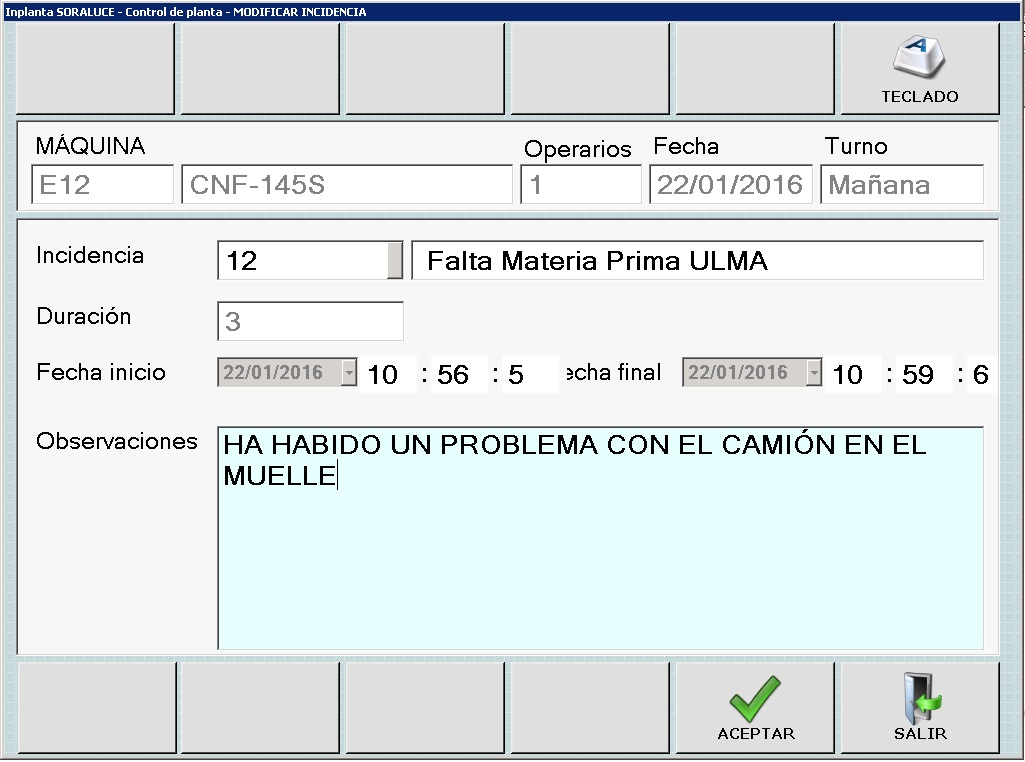 Inplanta SORALUCE - Control de planta - MODIFICAR INCIDENCIA
TECLADO
MÁQUINA Operarios Fecha Turno
E12 CNF-145S 1 22/01/2016 Mañana
Incidencia 12 Falta Materia Prima ULMA
Duración 3
Fecha inicio 22/01/2016 10 : 56 : 5 echa final 22/01/2016 10 : 59 : 6
Observaciones HA HABIDO UN PROBLEMA CON EL CAMIÓN EN EL
MUELLE
ACEPTAR SALIR